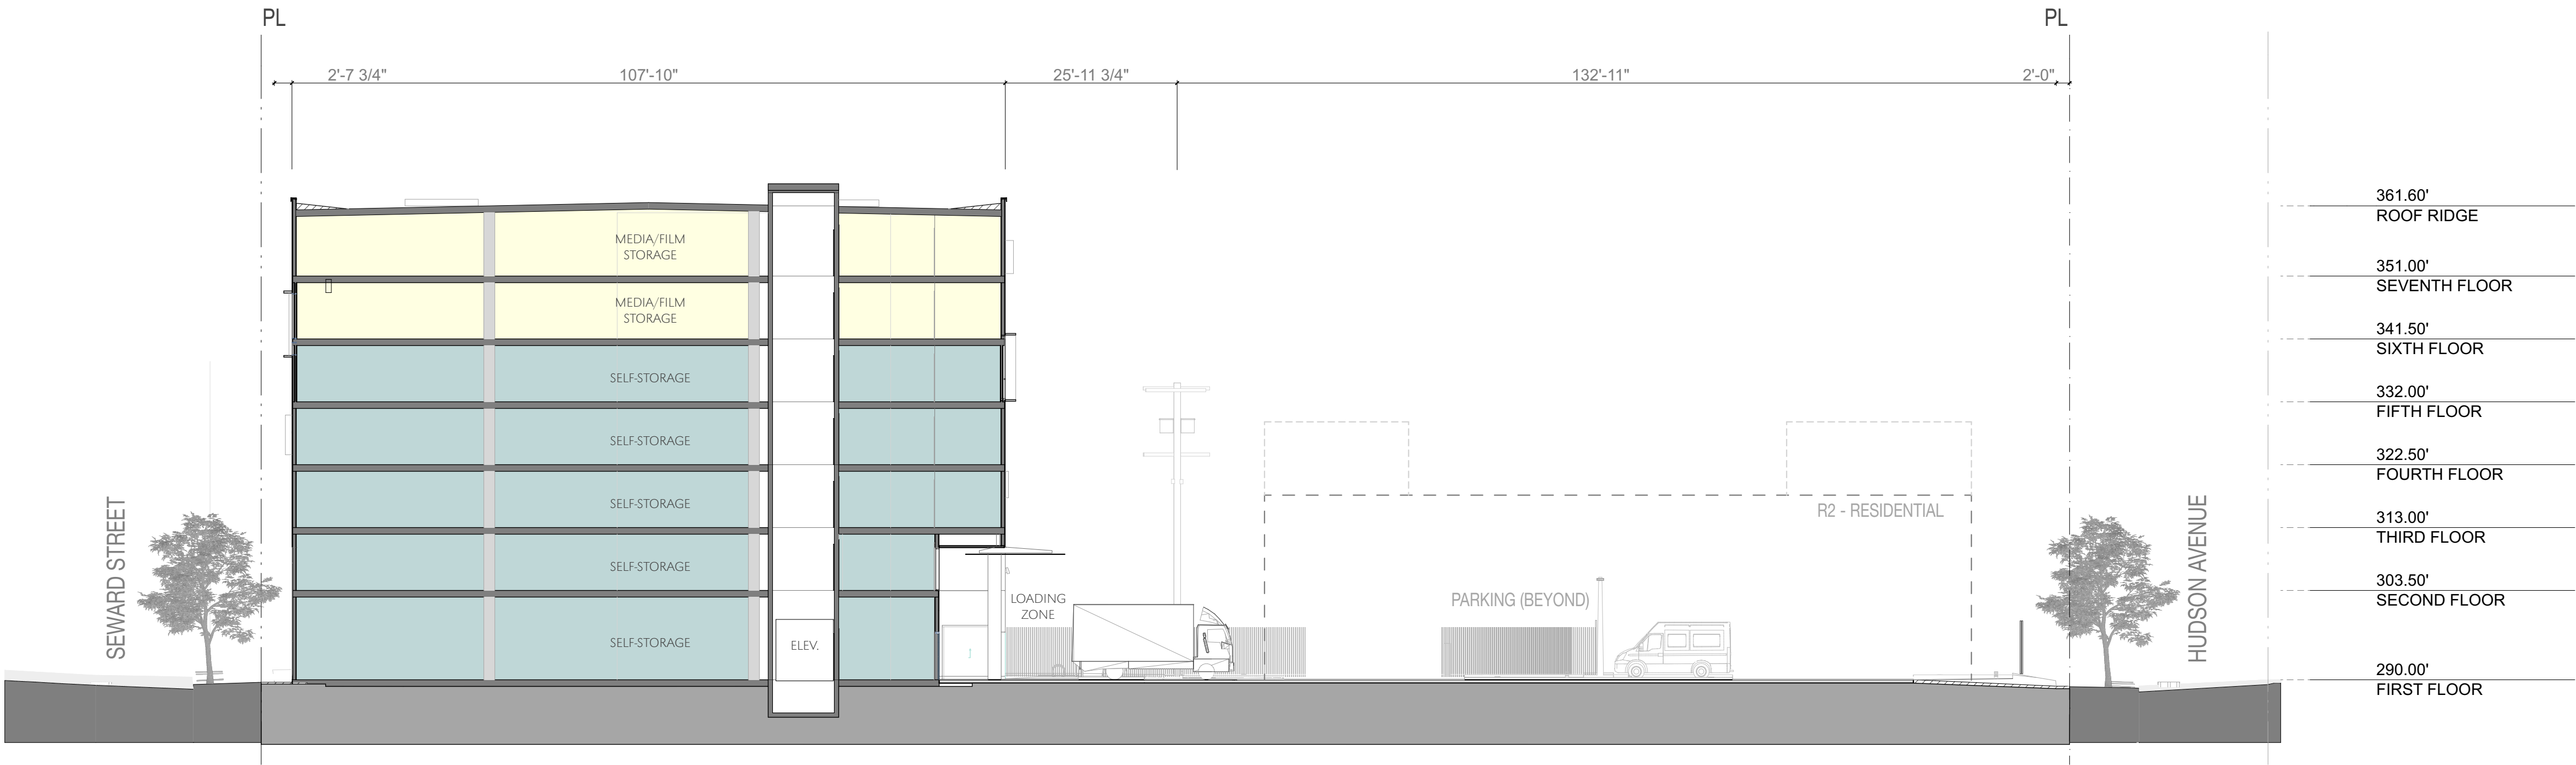 PL
PL
2'-7 3/4"
107'-10"
25'-11 3/4"
132'-11"
2'-0"
MEDIA/FILM
STORAGE
MEDIA/FILM
STORAGE
SELF-STORAGE
SELF-STORAGE
SELF-STORAGE
SELF-STORAGE
SELF-STORAGE
ELEV.
LOADING
ZONE
PARKING (BEYOND)
R2 - RESIDENTIAL
SEWARD STREET
HUDSON AVENUE
361.60'
ROOF RIDGE
351.00'
SEVENTH FLOOR
341.50'
SIXTH FLOOR
332.00'
FIFTH FLOOR
322.50'
FOURTH FLOOR
313.00'
THIRD FLOOR
303.50'
SECOND FLOOR
290.00'
FIRST FLOOR